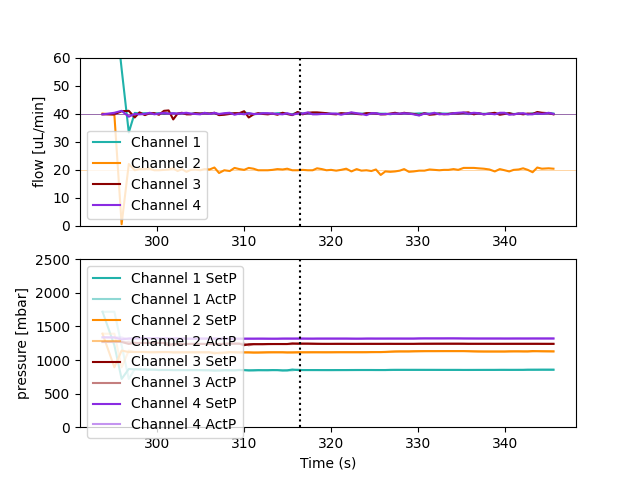 60
50
40
30
20
10
0
flow [uL/min]
Channel 1
Channel 2
Channel 3
Channel 4
300
310
320
330
340
2500
2000
1500
1000
500
0
pressure [mbar]
Channel 1 SetP
Channel 1 ActP
Channel 2 SetP
Channel 2 ActP
Channel 3 SetP
Channel 3 ActP
Channel 4 SetP
Channel 4 ActP
300
310
320
330
340
Time (s)